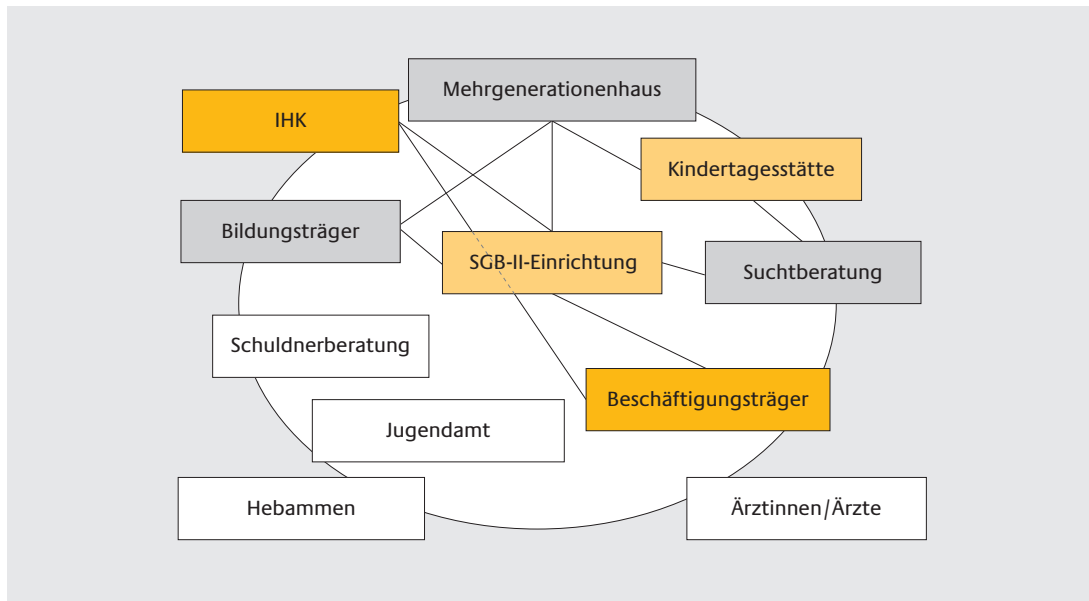 Mehrgenerationenhaus
IHK
Kindertagesstätte
Bildungsträger
SGB-II-Einrichtung
Suchtberatung
Schuldnerberatung
Beschäftigungsträger
Jugendamt
Hebammen
Ärztinnen/Ärzte